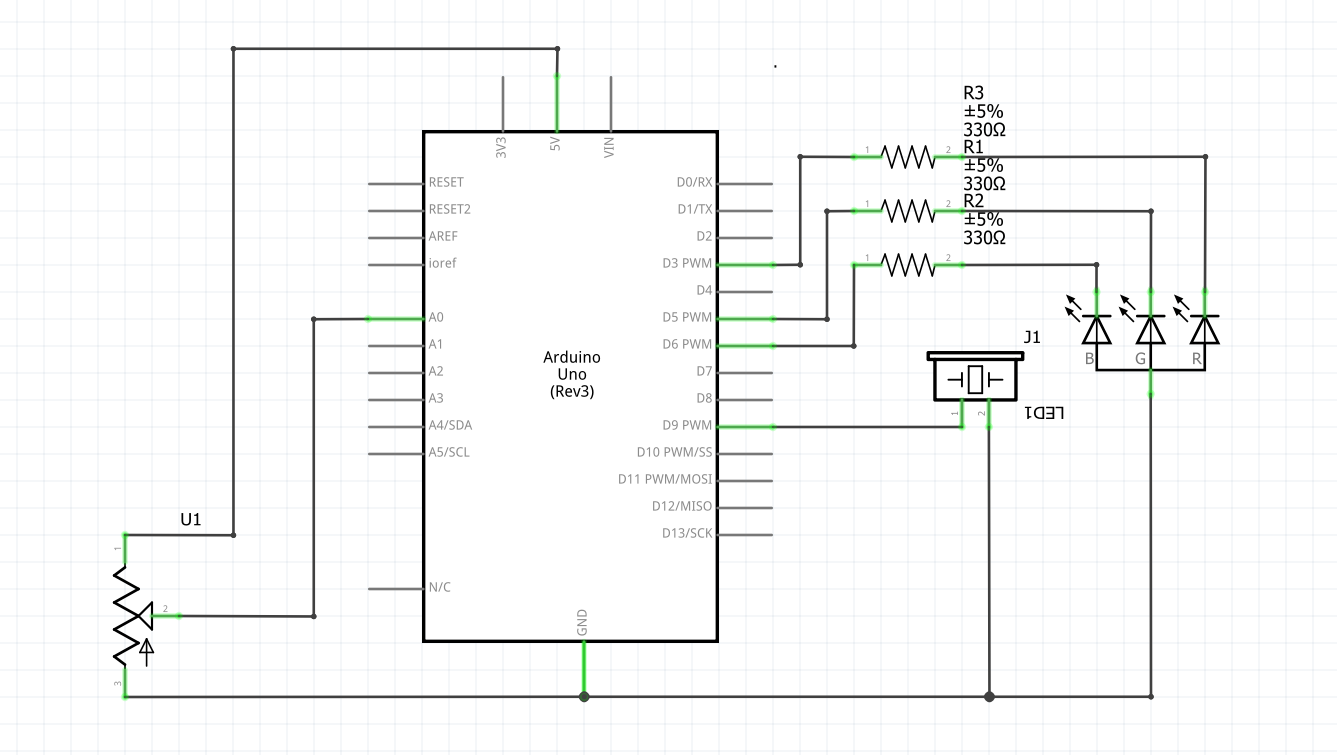 3V3
5V
VIN
RESET
RESET2
AREF
ioref
A0
A1
A2
A3
A4/SDA
A5/SCL
N/C
Arduino
Uno
(Rev3)
GND
D0/RX
D1/TX
D2
D3 PWM
D4
D5 PWM
D6 PWM
D7
D8
D9 PWM
D10 PWM/SS
D11 PWM/MOSI
D12/MISO
D13/SCK
R3
±5%
330Ω
1
2
R1
±5%
330Ω
1
2
R2
±5%
330Ω
1
2
B
G
R
LED1
J1
1
2
U1
1
2
3